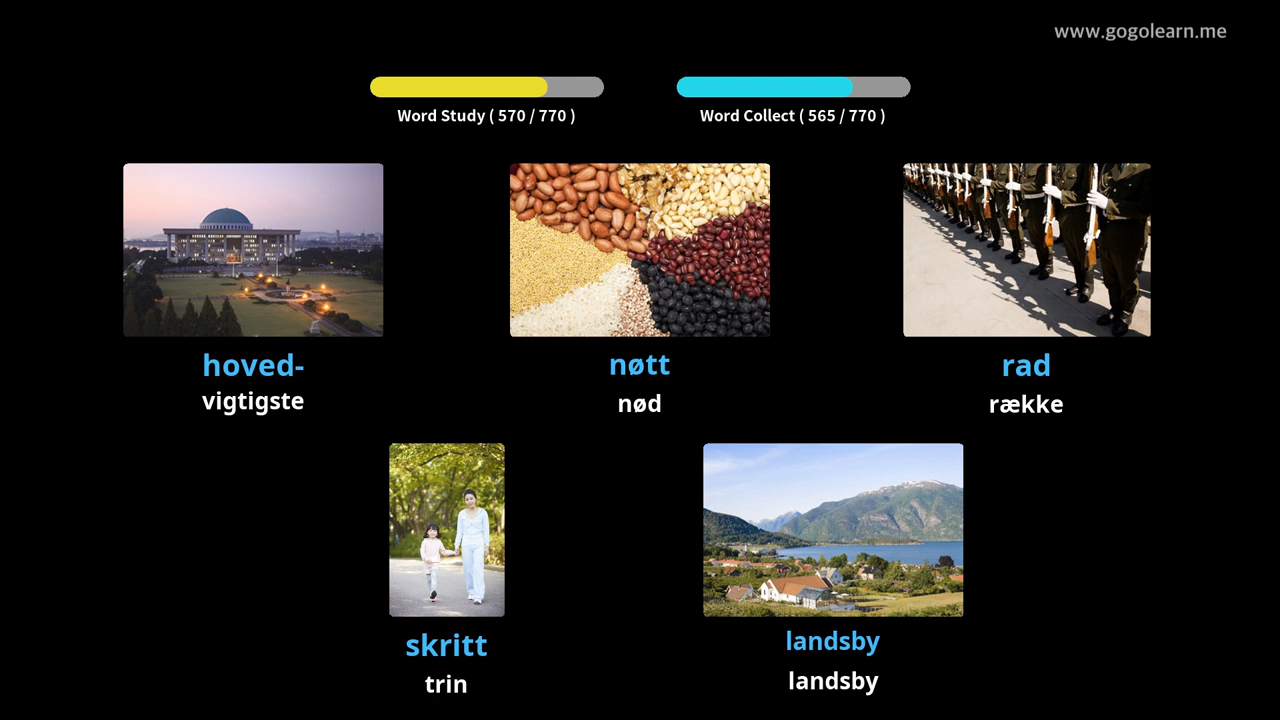 www.gogolearn.me
Word Study ( 570 / 770 )
Word Collect ( 565 / 770 )
hoved-
vigtigste
nøtt
nød
rad
række
skritt
trin
landsby
landsby